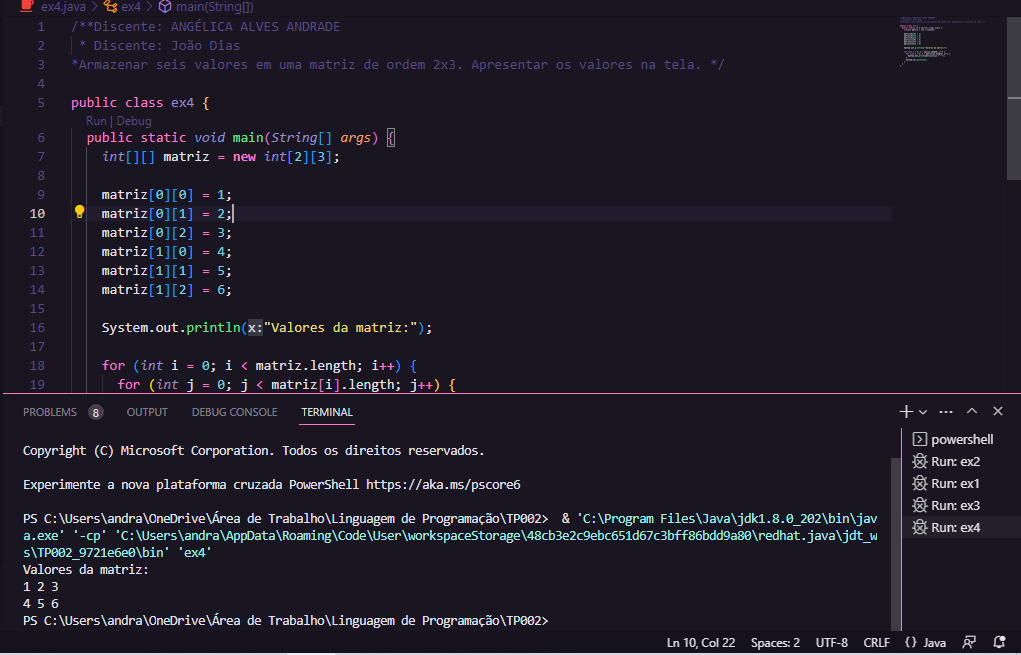 ex4.java > ex4 > main(String[])
1 /**Discente: ANGÉLICA ALVES ANDRADE
2 * Discente: João Dias
3 *Armazenar seis valores em uma matriz de ordem 2x3. Apresentar os valores na tela. */
4
5 public class ex4 {
Run | Debug
6 public static void main(String[] args) {
7 int[][] matriz = new int[2][3];
8
9 matriz[0][0] = 1;
10 matriz[0][1] = 2;
11 matriz[0][2] = 3;
12 matriz[1][0] = 4;
13 matriz[1][1] = 5;
14 matriz[1][2] = 6;
15
16 System.out.println(x:"Valores da matriz:");
17
18 for (int i = 0; i < matriz.length; i++) {
19 for (int j = 0; j < matriz[i].length; j++) {
PROBLEMS 8 OUTPUT DEBUG CONSOLE TERMINAL
Copyright (C) Microsoft Corporation. Todos os direitos reservados.
Experimente a nova plataforma cruzada PowerShell https://aka.ms/pscore6
PS C:\Users\andra\OneDrive\Área de Trabalho\Linguagem de Programação\TP002> & 'C:\Program Files\Java\jdk1.8.0_202\bin\jav
a.exe' '-cp' 'C:\Users\andra\AppData\Roaming\Code\User\workspaceStorage\48cb3e2c9ebc651d67c3bff86bdd9a80\redhat.java\jdt_w
s\TP002_9721e6e0\bin' 'ex4'
Valores da matriz:
1 2 3
4 5 6
PS C:\Users\andra\OneDrive\Área de Trabalho\Linguagem de Programação\TP002>
powershell
Run: ex2
Run: ex1
Run: ex3
Run: ex4
Ln 10, Col 22 Spaces: 2 UTF-8 CRLF {} Java